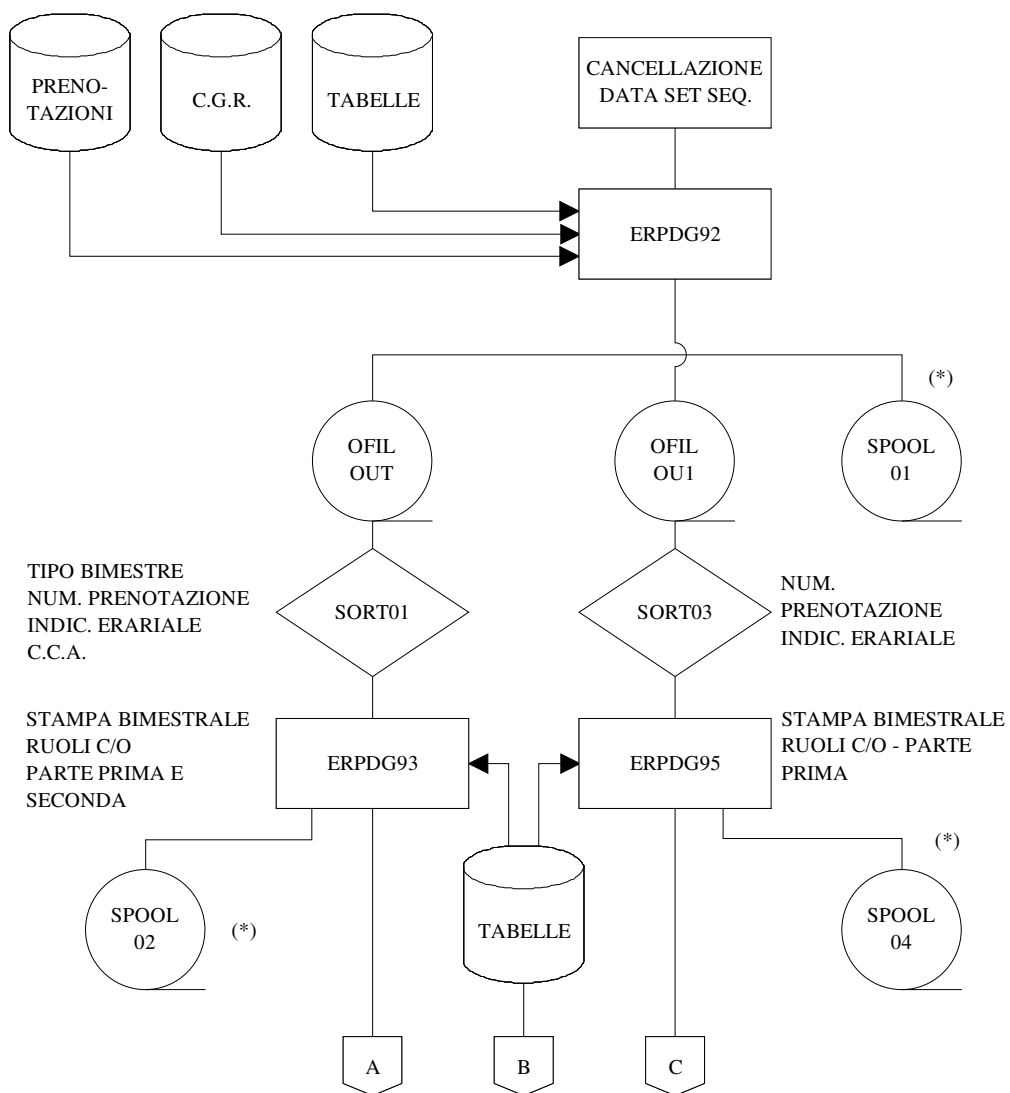 PRENO-
TAZIONI
C.G.R.
TABELLE
CANCELLAZIONE
DATA SET SEQ.
ERPDG92
(*)
OFIL
OUT
OFIL
OU1
SPOOL
01
TIPO BIMESTRE
NUM. PRENOTAZIONE
INDIC. ERARIALE
C.C.A.
SORT01
SORT03
NUM.
PRENOTAZIONE
INDIC. ERARIALE
STAMPA BIMESTRALE
RUOLI C/O
PARTE PRIMA E
SECONDA
ERPDG93
ERPDG95
STAMPA BIMESTRALE
RUOLI C/O - PARTE
PRIMA
(*)
SPOOL
02
(*)
TABELLE
SPOOL
04
A
B
C